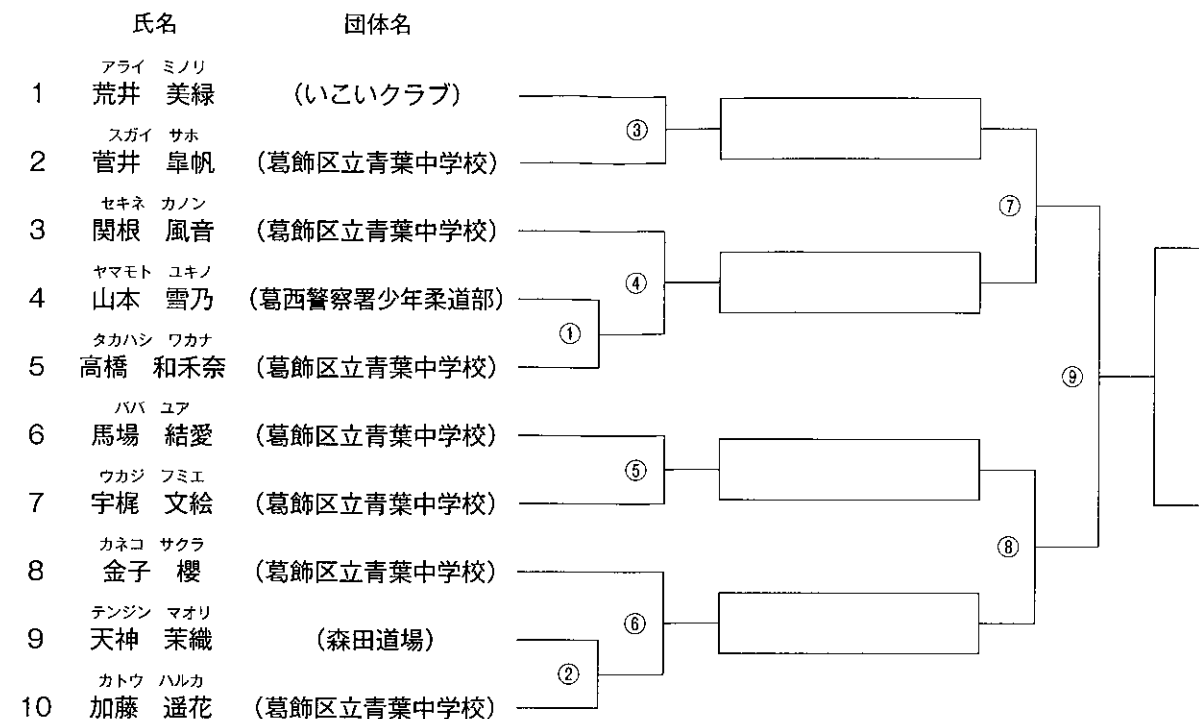 氏名 団体名
アライ ミノリ
1 荒井 美緑 (いこいクラブ)
③
スガイ サホ
2 菅井 皐帆 (葛飾区立青葉中学校)
セキネ カノン
⑦
3 関根 風音 (葛飾区立青葉中学校)
ヤマモト ユキノ
④
4 山本 雪乃 (葛西警察署少年柔道部)
①
タカハシ ワカナ
5 高橋 和禾奈 (葛飾区立青葉中学校)
⑨
ババ ユア
6 馬場 結愛 (葛飾区立青葉中学校)
⑤
ウカジ フミエ
7 宇梶 文絵 (葛飾区立青葉中学校)
カネコ サクラ
⑧
8 金子 櫻 (葛飾区立青葉中学校)
テンジン マオリ
⑥
9 天神 茉織 (森田道場)
②
カトウ ハルカ
10 加藤 遥花 (葛飾区立青葉中学校)